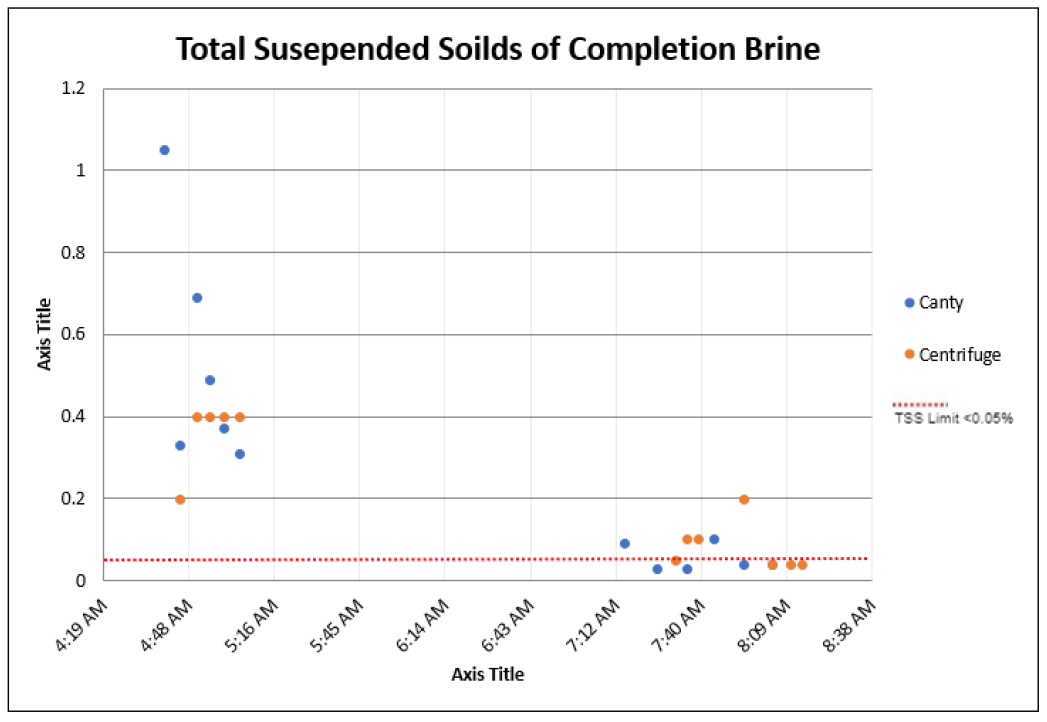 Total Susepended Soilds of Completion Brine
1.2
1
0.8
0.6
0.4
0.2
0
Axis Title
4:19 AM
4:48 AM
5:16 AM
5:45 AM
6:14 AM
6:43 AM
7:12 AM
7:40 AM
8:09 AM
8:38 AM
Axis Title
Canty
Centrifuge
TSS Limit <0.05%